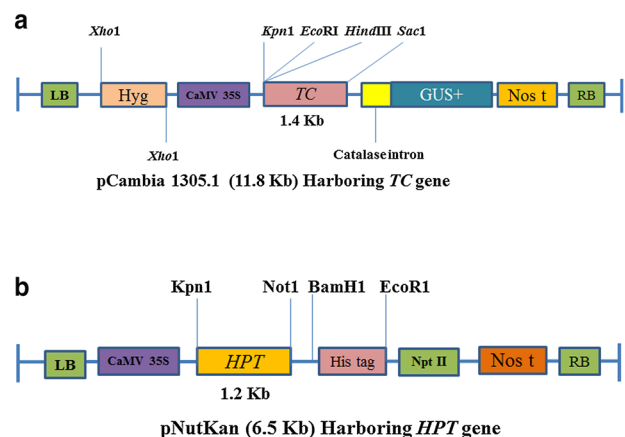 a
Xho1
Kpn1 EcoRI HindIII Sac1
LB Hyg CaMV 35S TC GUS+ Nos t RB
1.4 Kb
Xho1
Catalase intron
pCambia 1305.1 (11.8 Kb) Harboring TC gene
b
Kpn1 Not1 BamH1 EcoR1
LB CaMV 35S HPT His tag Npt II Nos t RB
1.2 Kb
pNutKan (6.5 Kb) Harboring HPT gene